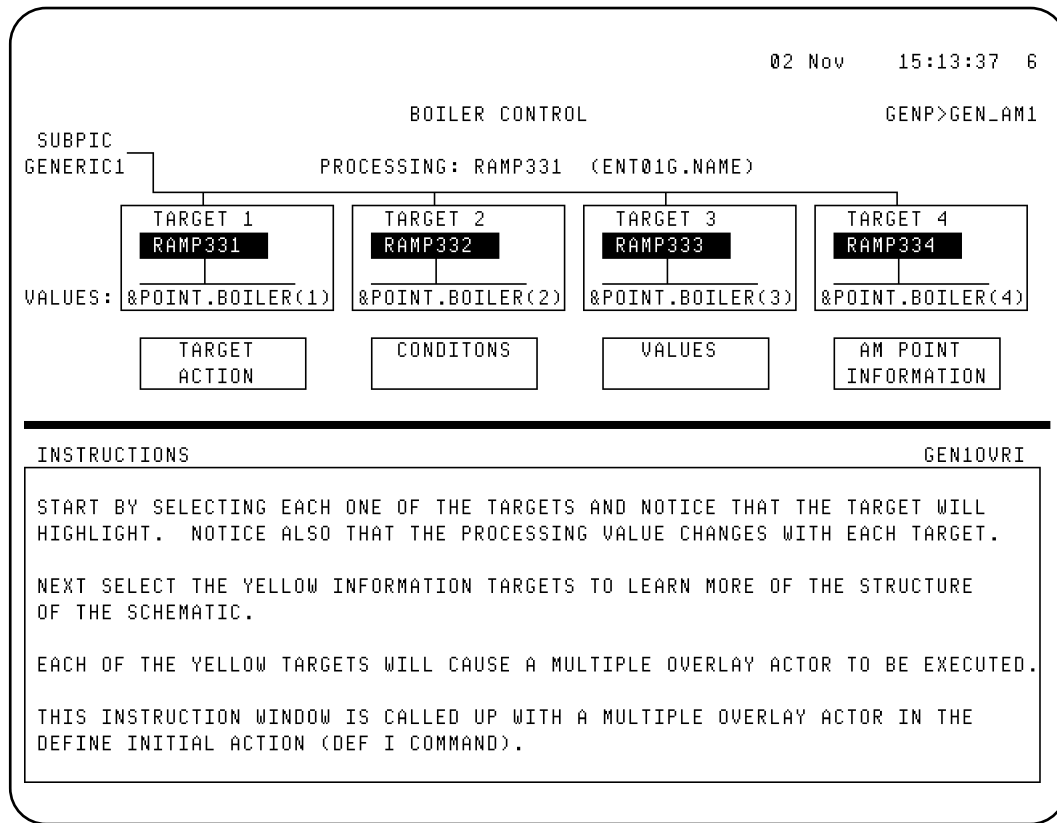 02 Nov 15:13:37 6
BOILER CONTROL GENP>GEN_AM1
SUBPIC
GENERIC1 PROCESSING: RAMP331 (ENT01G.NAME)
TARGET 1 TARGET 2 TARGET 3 TARGET 4
RAMP331 RAMP332 RAMP333 RAMP334
VALUES: &POINT.BOILER(1) &POINT.BOILER(2) &POINT.BOILER(3) &POINT.BOILER(4)
TARGET CONDITONS VALUES AM POINT
ACTION INFORMATION
INSTRUCTIONS GEN1OVRI
START BY SELECTING EACH ONE OF THE TARGETS AND NOTICE THAT THE TARGET WILL
HIGHLIGHT. NOTICE ALSO THAT THE PROCESSING VALUE CHANGES WITH EACH TARGET.
NEXT SELECT THE YELLOW INFORMATION TARGETS TO LEARN MORE OF THE STRUCTURE
OF THE SCHEMATIC.
EACH OF THE YELLOW TARGETS WILL CAUSE A MULTIPLE OVERLAY ACTOR TO BE EXECUTED.
THIS INSTRUCTION WINDOW IS CALLED UP WITH A MULTIPLE OVERLAY ACTOR IN THE
DEFINE INITIAL ACTION (DEF I COMMAND).